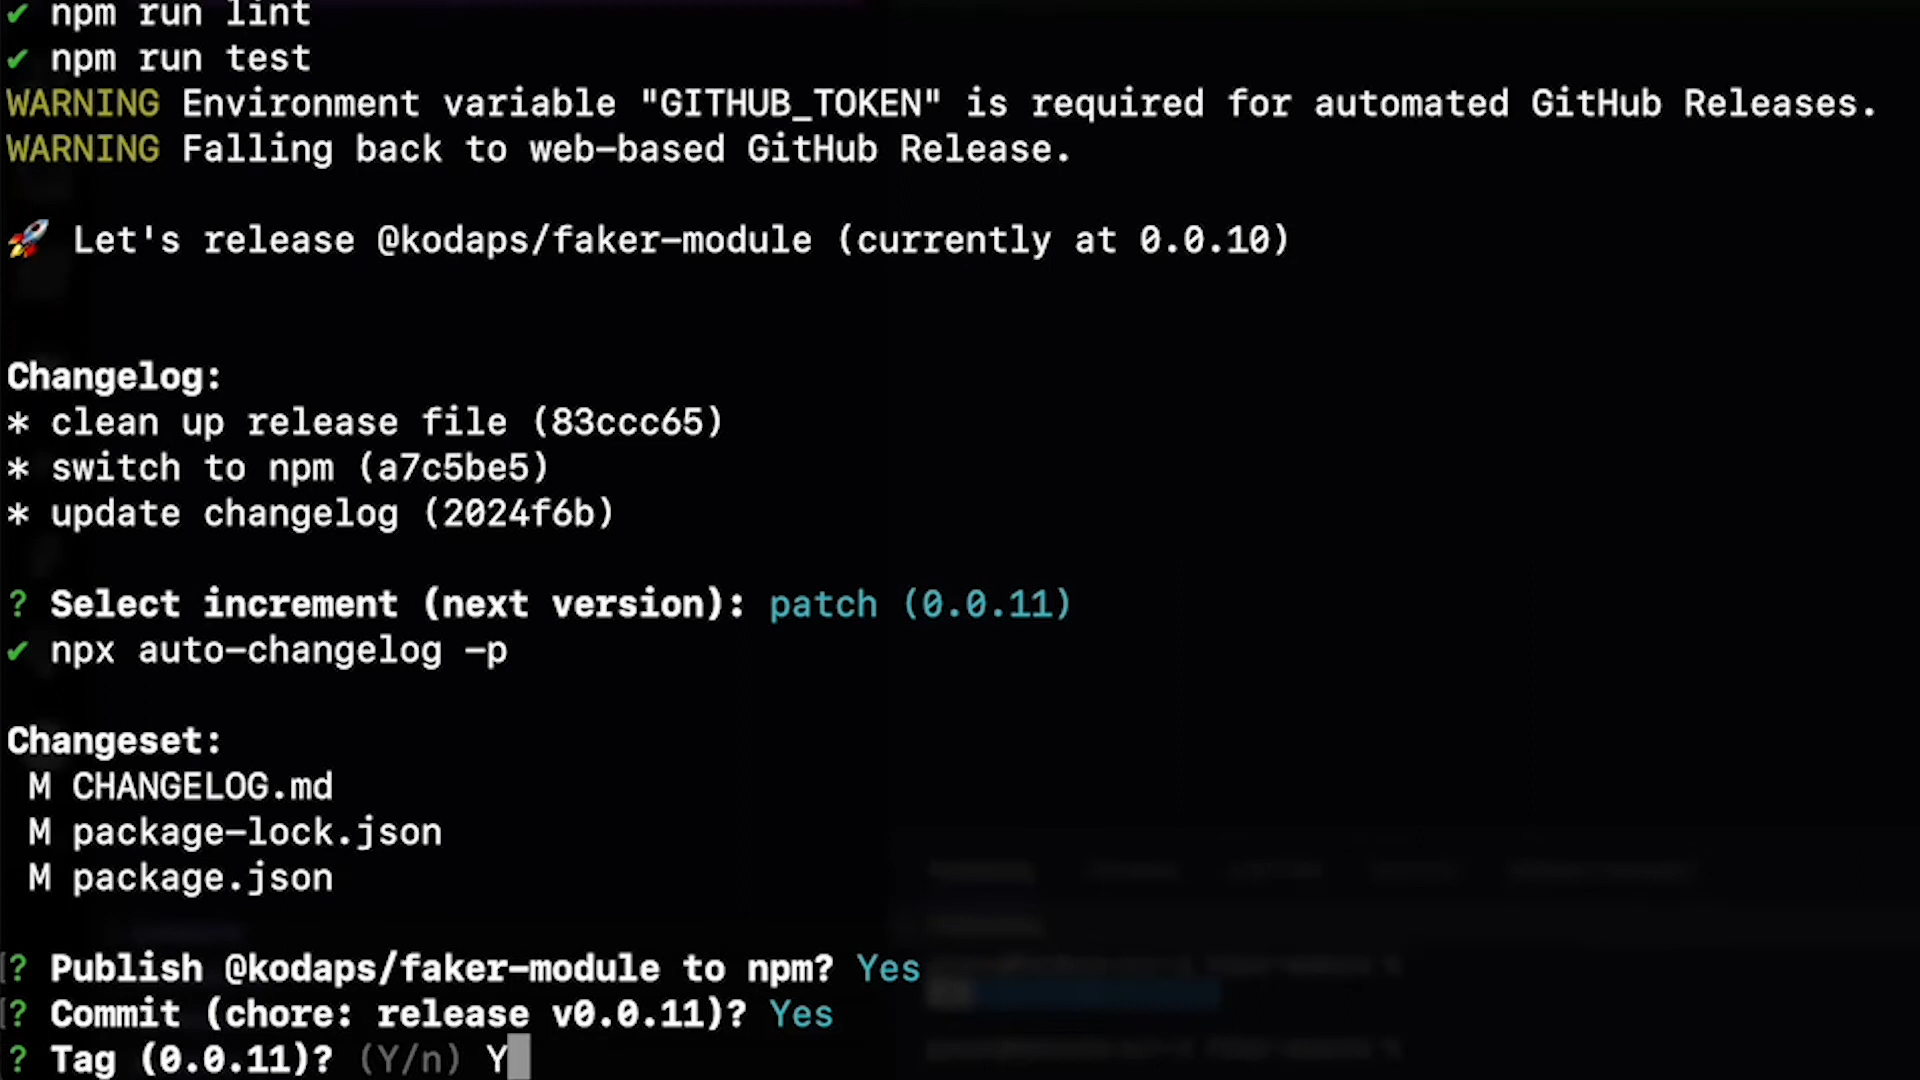 ✔ npm run lint
✔ npm run test
WARNING Environment variable "GITHUB_TOKEN" is required for automated GitHub Releases.
WARNING Falling back to web-based GitHub Release.
🚀 Let's release @kodaps/faker-module (currently at 0.0.10)
Changelog:
* clean up release file (83ccc65)
* switch to npm (a7c5be5)
* update changelog (2024f6b)
? Select increment (next version): patch (0.0.11)
✔ npx auto-changelog -p
Changeset:
M CHANGELOG.md
M package-lock.json
M package.json
[? Publish @kodaps/faker-module to npm? Yes
[? Commit (chore: release v0.0.11)? Yes
? Tag (0.0.11)? (Y/n) Y